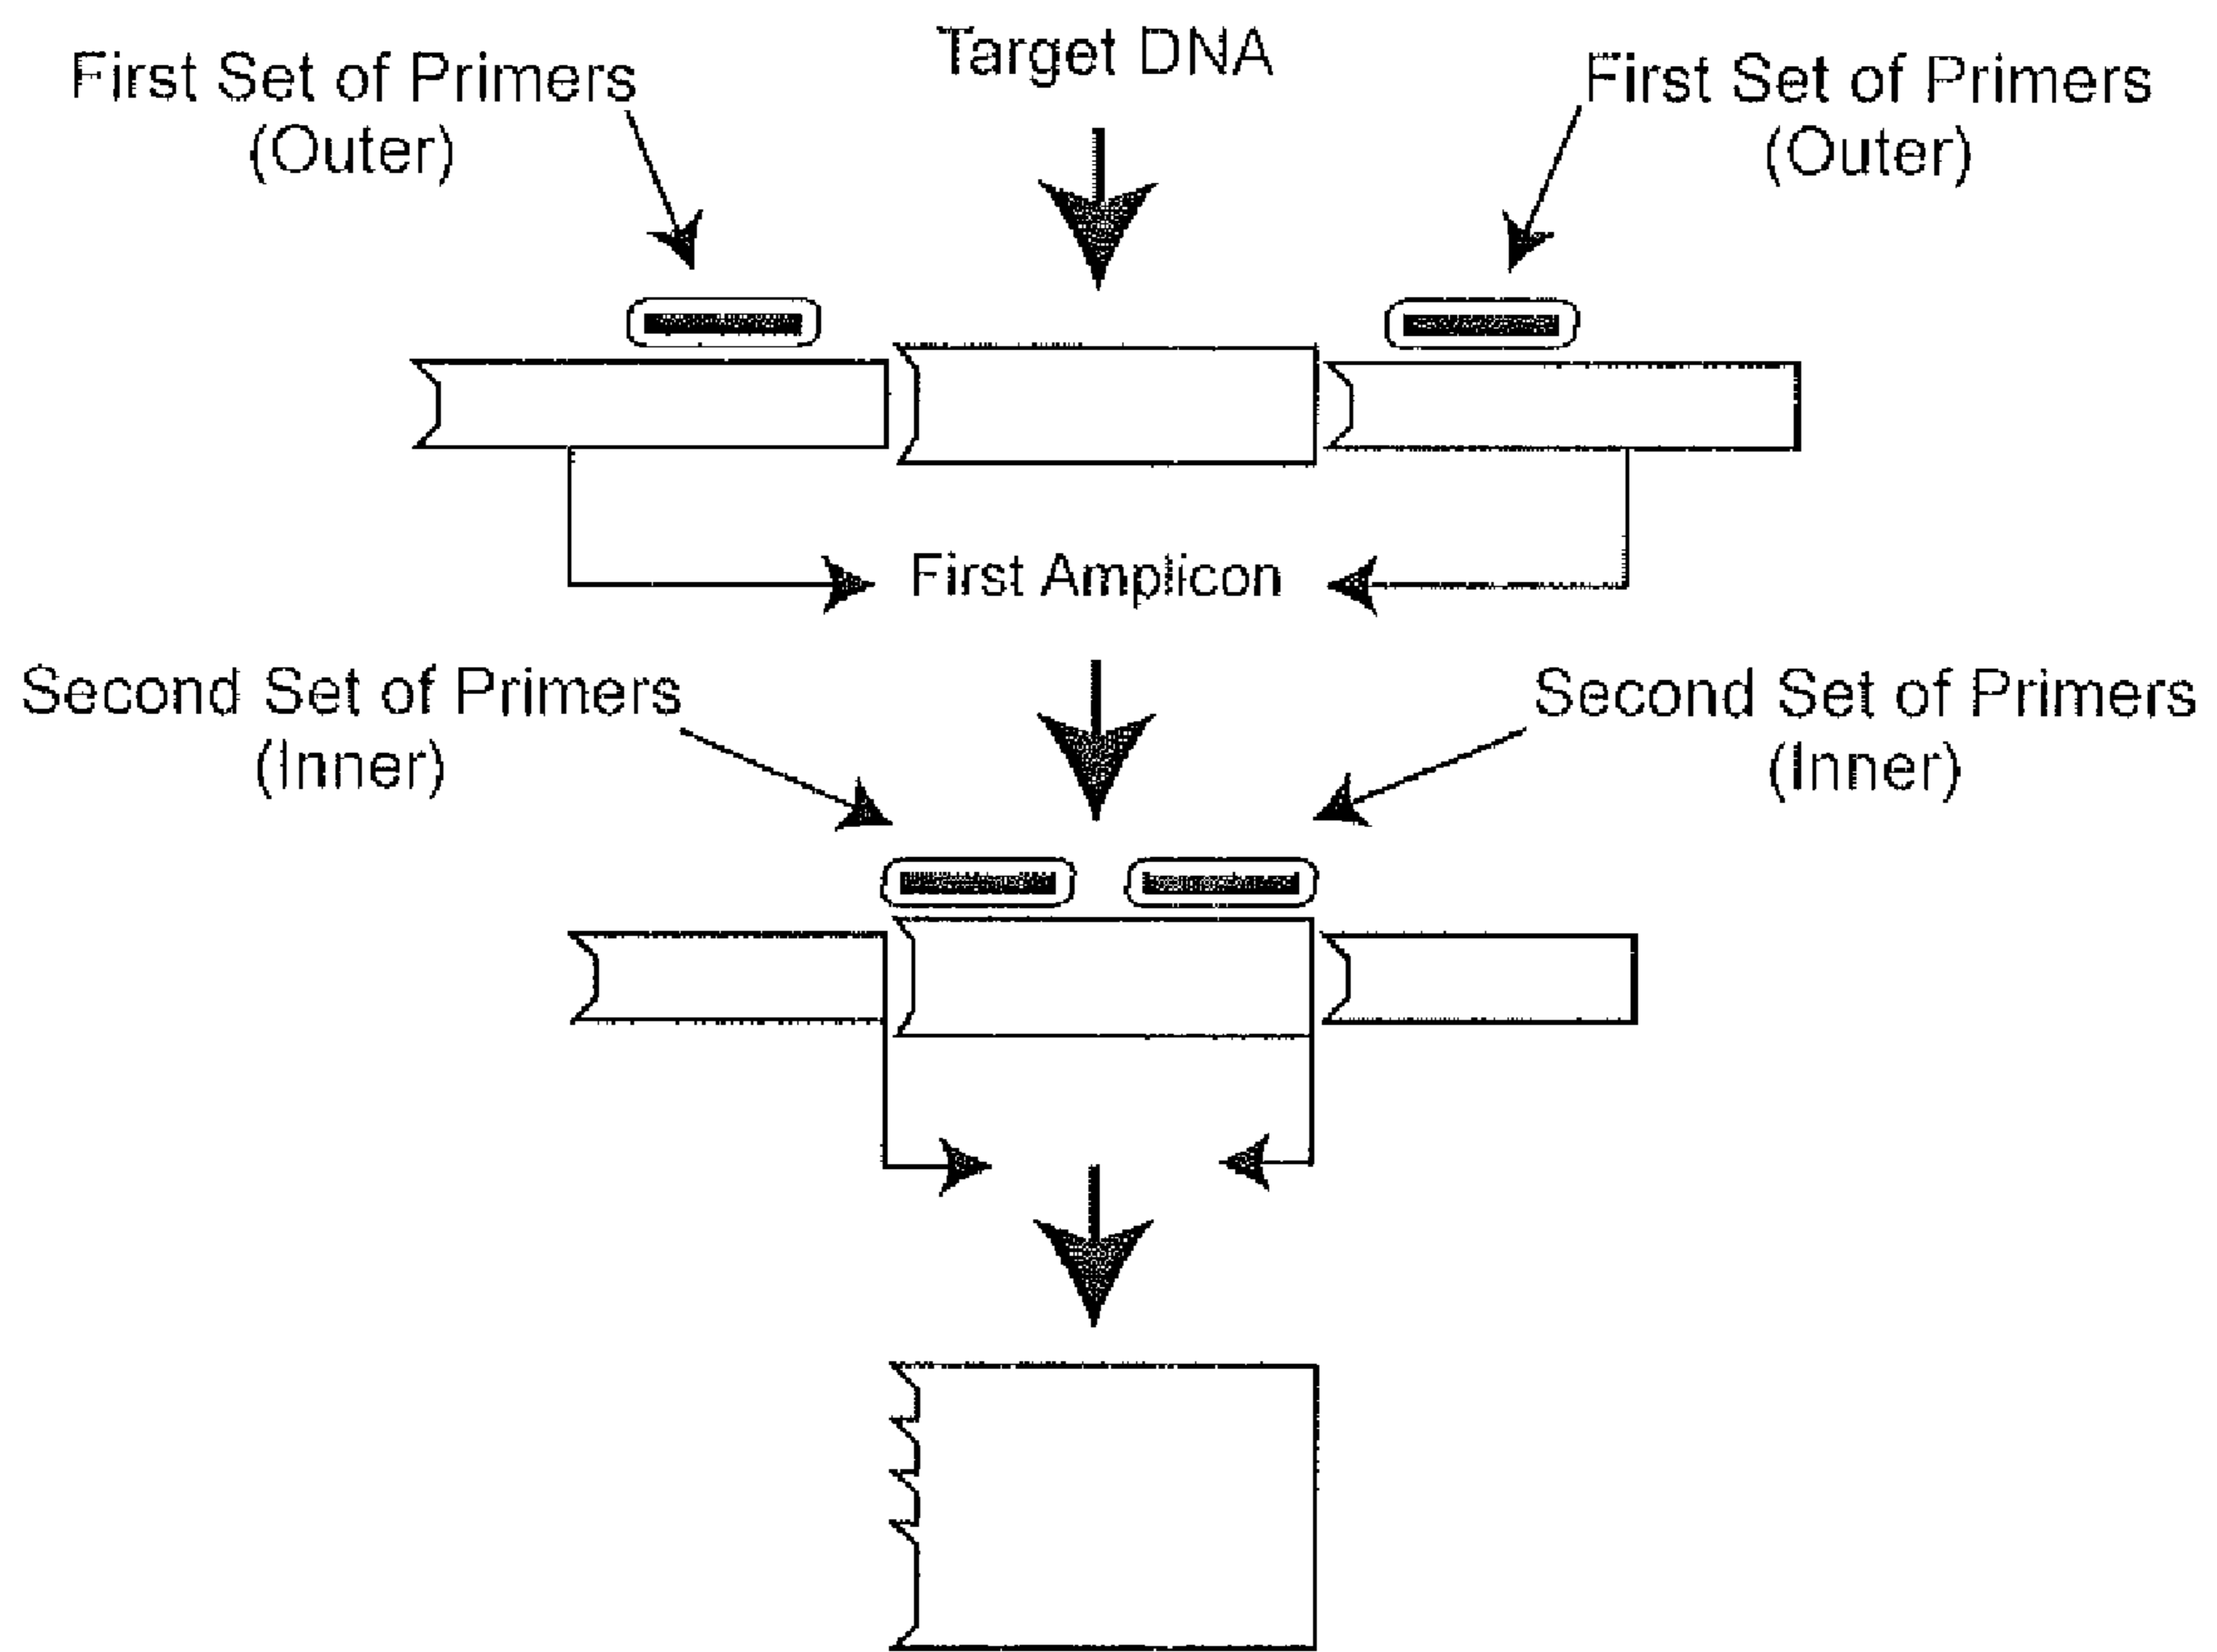 Target DNA
First Set of Primers
(Outer)
First Set of Primers
(Outer)
First Amplicon
Second Set of Primers
(Inner)
Second Set of Primers
(Inner)